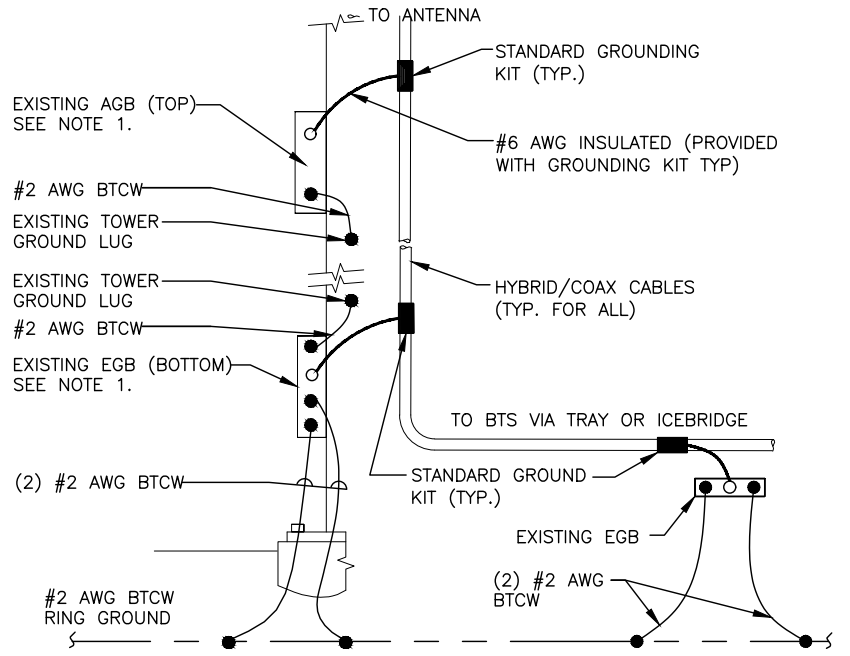 TO ANTENNA
STANDARD GROUNDING
KIT (TYP.)
EXISTING AGB (TOP)
SEE NOTE 1.
#6 AWG INSULATED (PROVIDED
WITH GROUNDING KIT TYP)
#2 AWG BTCW
EXISTING TOWER
GROUND LUG
EXISTING TOWER
GROUND LUG
HYBRID/COAX CABLES
(TYP. FOR ALL)
#2 AWG BTCW
EXISTING EGB (BOTTOM)
SEE NOTE 1.
TO BTS VIA TRAY OR ICEBRIDGE
(2) #2 AWG BTCW
STANDARD GROUND
KIT (TYP.)
EXISTING EGB
(2) #2 AWG
BTCW
#2 AWG BTCW
RING GROUND